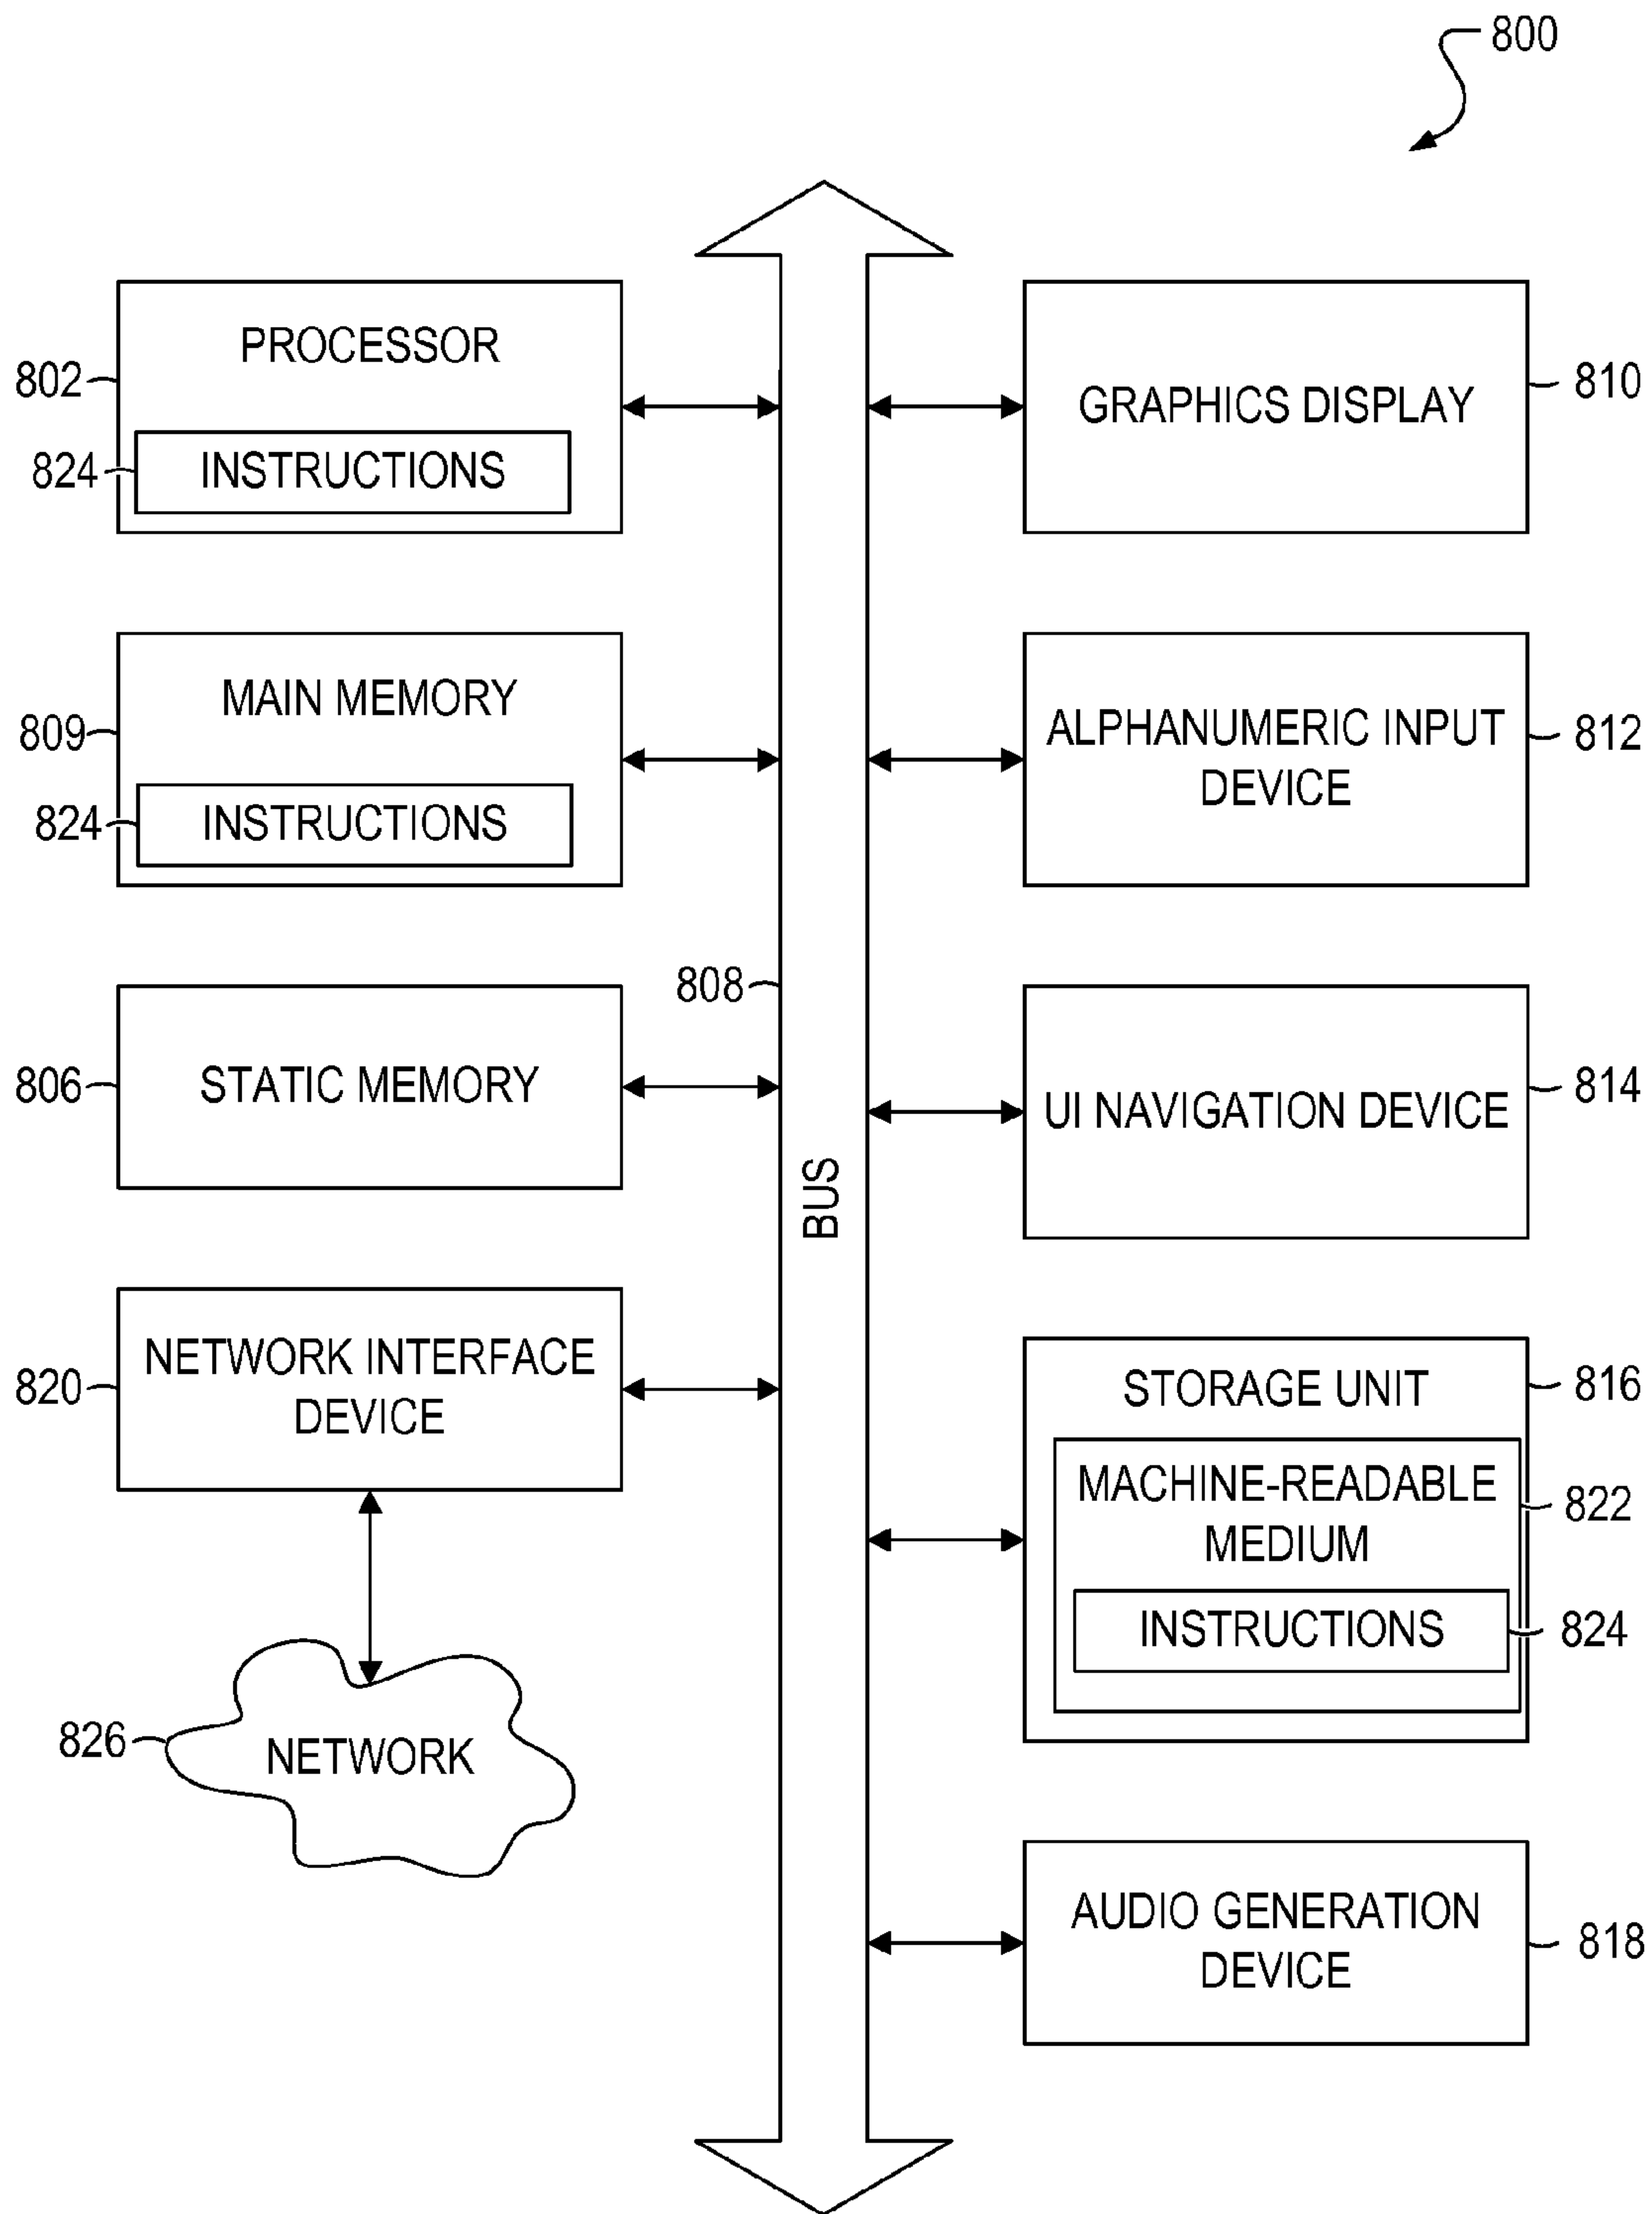 800
PROCESSOR
802
824
INSTRUCTIONS
MAIN MEMORY
809
824
INSTRUCTIONS
STATIC MEMORY
806
NETWORK INTERFACE
DEVICE
820
NETWORK
826
808
BUS
GRAPHICS DISPLAY
810
ALPHANUMERIC INPUT
DEVICE
812
UI NAVIGATION DEVICE
814
STORAGE UNIT
816
MACHINE-READABLE
MEDIUM
822
INSTRUCTIONS
824
AUDIO GENERATION
DEVICE
818